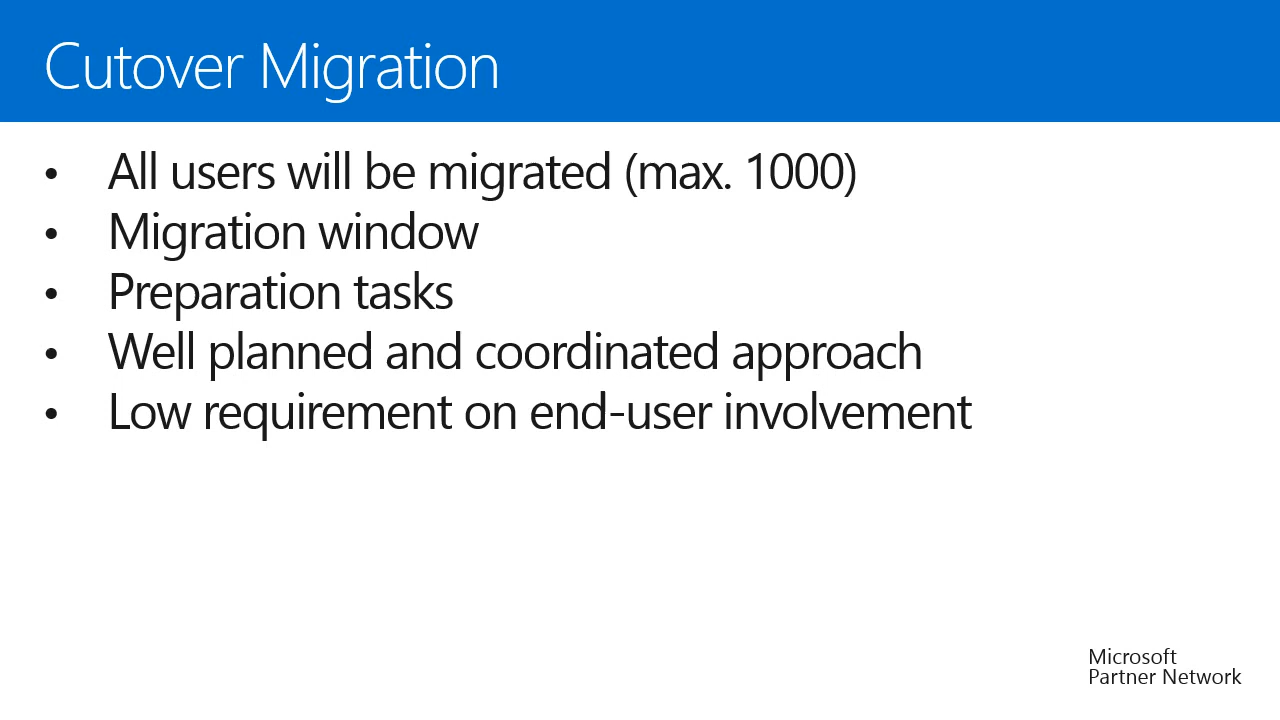 Cutover Migration
• All users will be migrated (max. 1000)
• Migration window
• Preparation tasks
• Well planned and coordinated approach
• Low requirement on end-user involvement
Microsoft
Partner Network